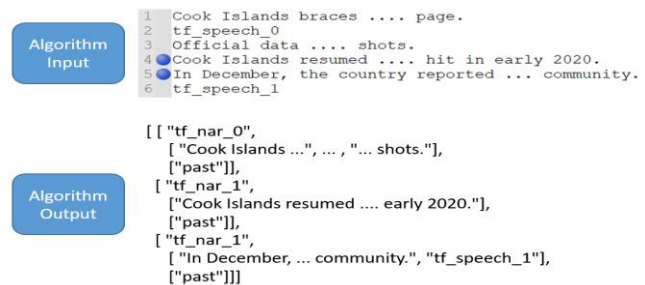 Algorithm
Input
1 Cook Islands braces .... page.
2 tf_speech_0
3 Official data .... shots.
4 Cook Islands resumed .... hit in early 2020.
5 In December, the country reported ... community.
6 tf_speech_1
Algorithm
Output
[ [ "tf_nar_0",
[ "Cook Islands ...", ... , "... shots."],
["past"]],
[ "tf_nar_1",
["Cook Islands resumed .... early 2020."],
["past"]],
[ "tf_nar_1",
[ "In December, ... community.", "tf_speech_1"],
["past"]]]